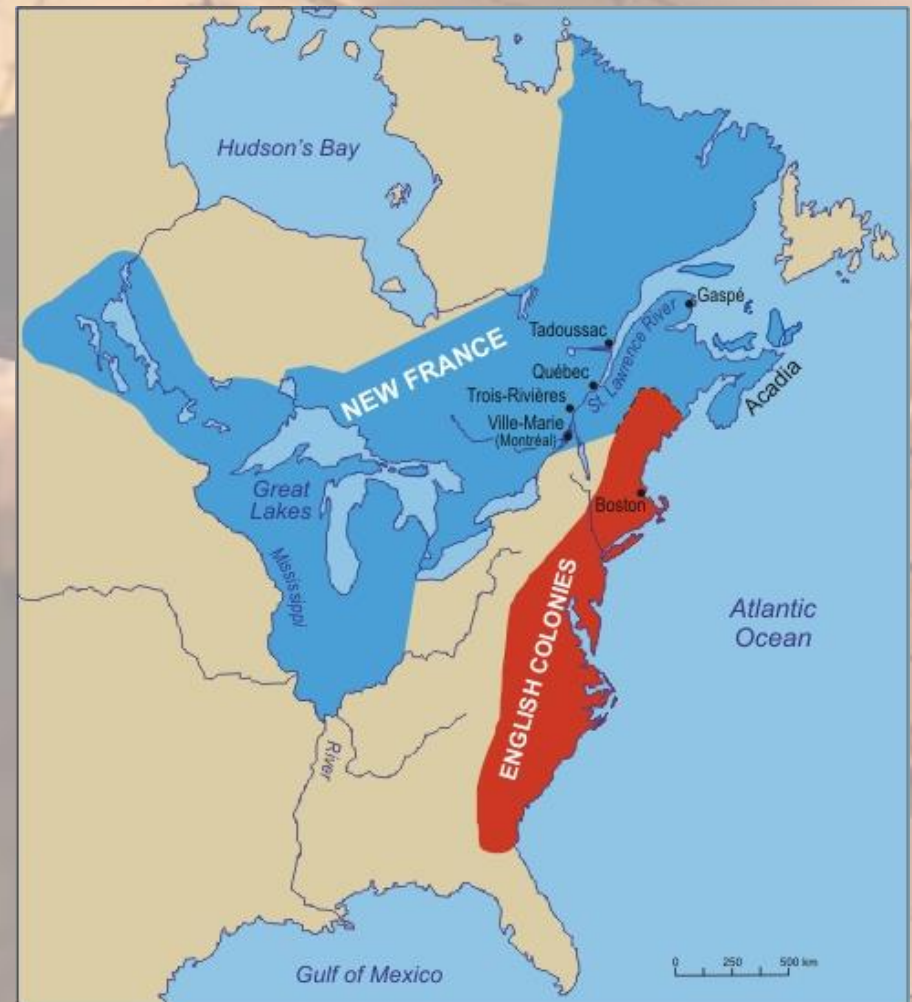 Hudson's Bay
Gaspé
Tadoussac
St. Lawrence River
NEW FRANCE
Québec
Trois-Rivières
Acadia
Ville-Marie
(Montréal)
Great
Lakes
Boston
Mississippi
River
ENGLISH COLONIES
Atlantic
Ocean
0 250 500 km
Gulf of Mexico